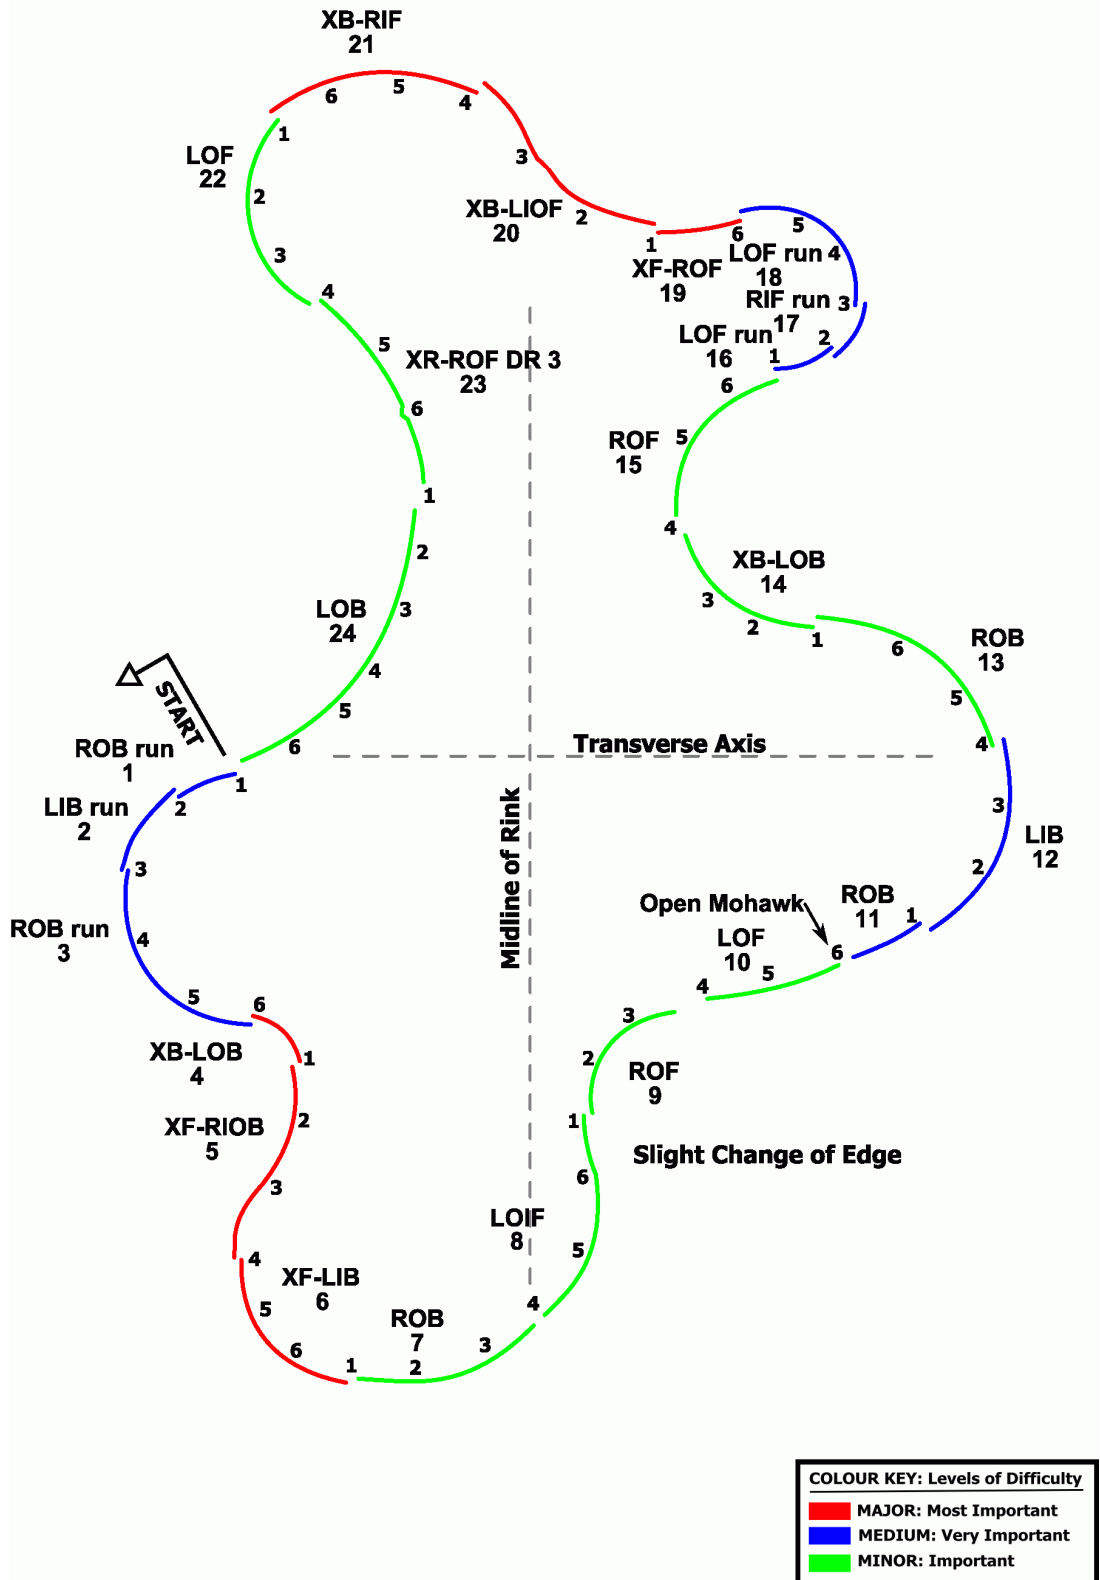 XB-RIF
21
6
5
4
1
LOF
22
2
3
3
XB-LIOF
20
2
1
6
XF-ROF
19
LOF run
18
5
4
RIF run
17
3
LOF run
16
1
2
4
5
XR-ROF DR 3
23
6
6
ROF
15
5
4
1
2
3
LOB
24
4
5
6
XB-LOB
14
3
2
1
ROB
13
6
5
4
START
Transverse Axis
Midline of Rink
ROB run
1
1
LIB run
2
2
3
ROB run
3
4
5
6
XB-LOB
4
1
XF-RIOB
5
2
3
4
XF-LIB
6
5
6
1
ROB
7
2
3
4
LOIF
8
5
6
1
Slight Change of Edge
ROF
9
2
3
4
LOF
10
5
6
Open Mohawk
ROB
11
1
LIB
12
2
3
COLOUR KEY: Levels of Difficulty
MAJOR: Most Important
MEDIUM: Very Important
MINOR: Important